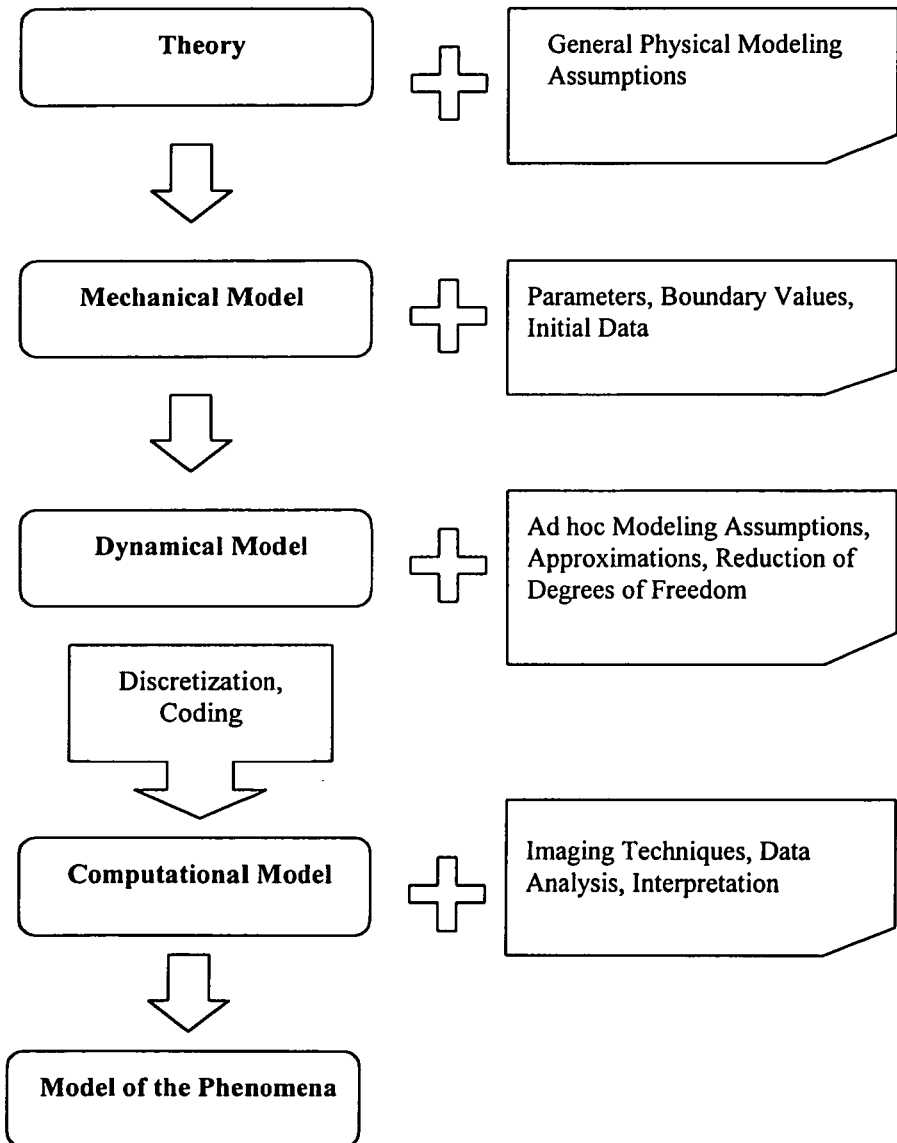 Theory
General Physical Modeling
Assumptions
Mechanical Model
Parameters, Boundary Values,
Initial Data
Dynamical Model
Ad hoc Modeling Assumptions,
Approximations, Reduction of
Degrees of Freedom
Discretization,
Coding
Computational Model
Imaging Techniques, Data
Analysis, Interpretation
Model of the Phenomena